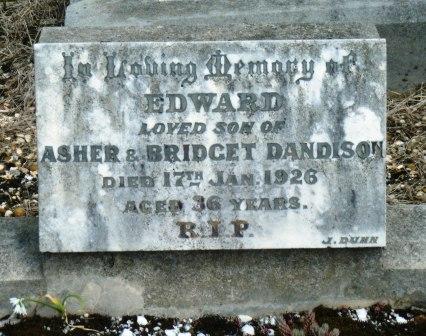 In Loving Memory of
EDWARD
LOVED SON OF
ASHER & BRIDGET DANDISON
DIED 17TH JAN. 1926
AGED 36 YEARS.
R.I.P.
J. DUNN